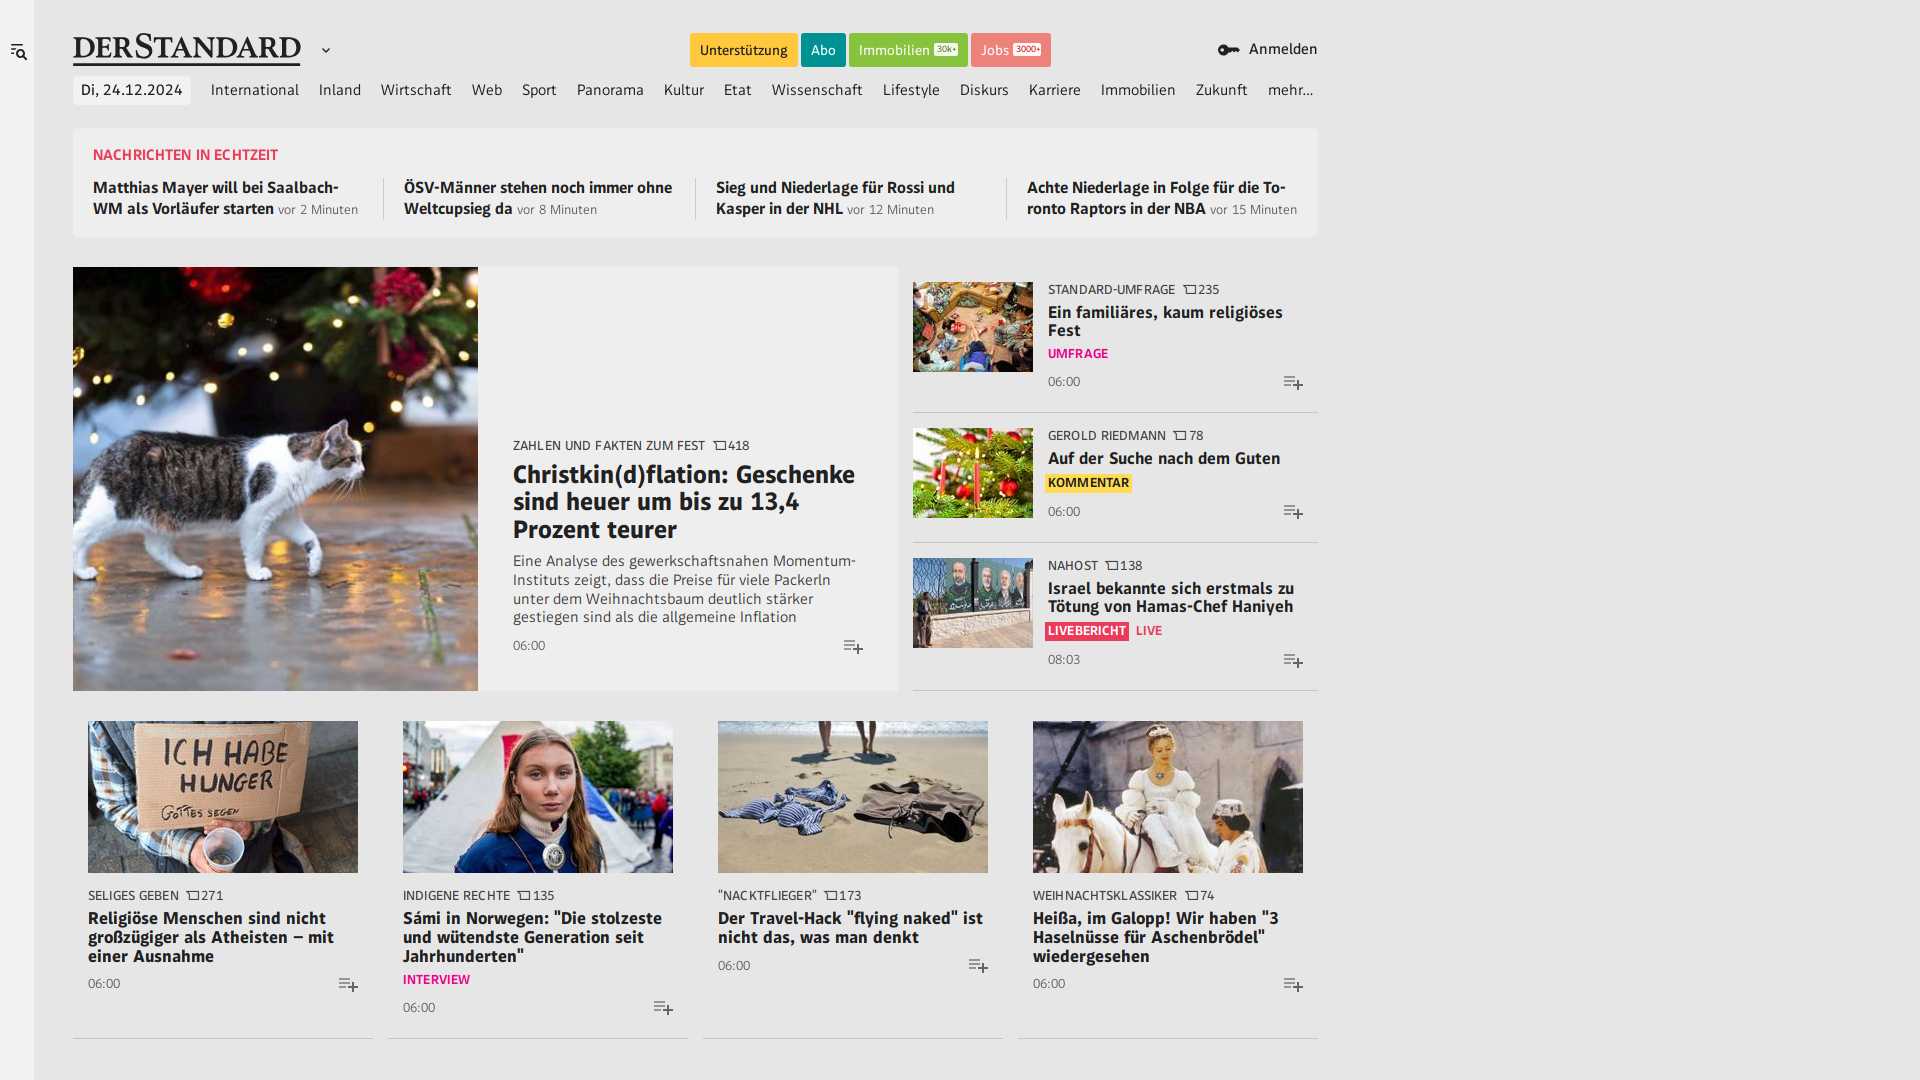 DERSTANDARD
Unterstützung
Abo
Immobilien 30k+
Jobs 3000+
Anmelden
Di, 24.12.2024
International
Inland
Wirtschaft
Web
Sport
Panorama
Kultur
Etat
Wissenschaft
Lifestyle
Diskurs
Karriere
Immobilien
Zukunft
mehr...
NACHRICHTEN IN ECHTZEIT
Matthias Mayer will bei Saalbach-
WM als Vorläufer starten vor 2 Minuten
ÖSV-Männer stehen noch immer ohne
Weltcupsieg da vor 8 Minuten
Sieg und Niederlage für Rossi und
Kasper in der NHL vor 12 Minuten
Achte Niederlage in Folge für die To-
ronto Raptors in der NBA vor 15 Minuten
ZAHLEN UND FAKTEN ZUM FEST 418
Christkin(d)flation: Geschenke
sind heuer um bis zu 13,4
Prozent teurer
Eine Analyse des gewerkschaftsnahen Momentum-
Instituts zeigt, dass die Preise für viele Packerln
unter dem Weihnachtsbaum deutlich stärker
gestiegen sind als die allgemeine Inflation
06:00
STANDARD-UMFRAGE 235
Ein familiäres, kaum religiöses
Fest
UMFRAGE
06:00
GEROLD RIEDMANN 78
Auf der Suche nach dem Guten
KOMMENTAR
06:00
NAHOST 138
Israel bekannte sich erstmals zu
Tötung von Hamas-Chef Haniyeh
LIVEBERICHT LIVE
08:03
ICH HABE
HUNGER
GOTTES SEGEN
SELIGES GEBEN 271
Religiöse Menschen sind nicht
großzügiger als Atheisten – mit
einer Ausnahme
06:00
INDIGENE RECHTE 135
Sámi in Norwegen: "Die stolzeste
und wütendste Generation seit
Jahrhunderten"
INTERVIEW
06:00
"NACKTFLIEGER" 173
Der Travel-Hack "flying naked" ist
nicht das, was man denkt
06:00
WEIHNACHTSKLASSIKER 74
Heißa, im Galopp! Wir haben "3
Haselnüsse für Aschenbrödel"
wiedergesehen
06:00